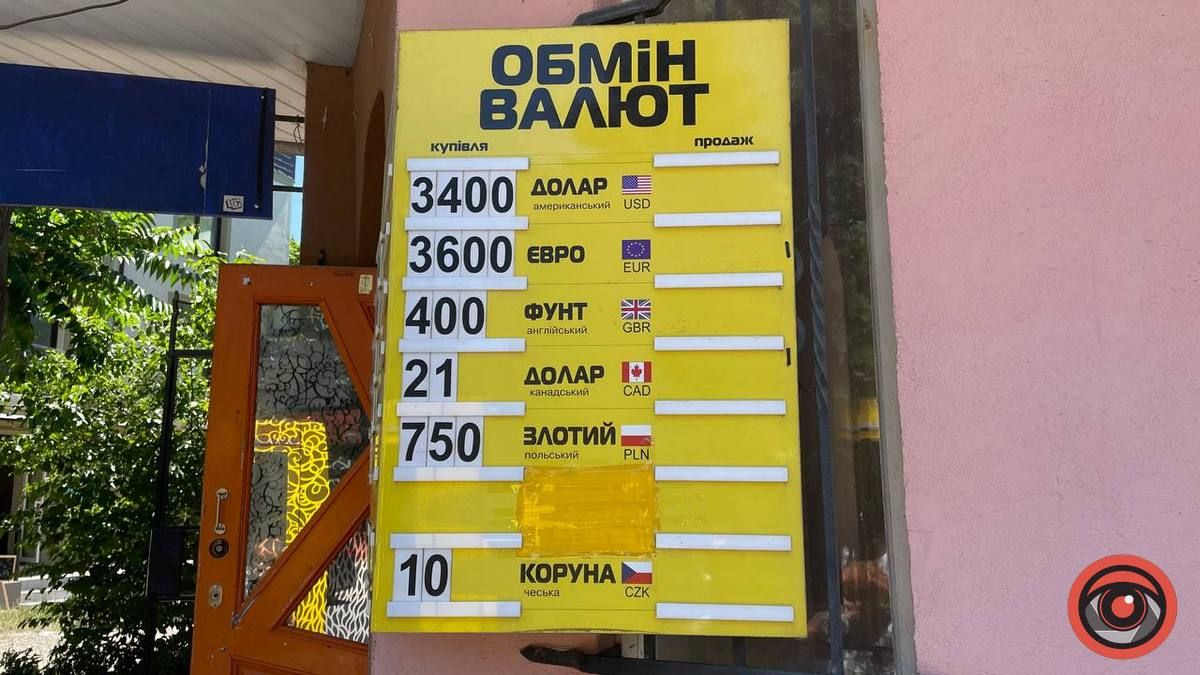 ОБМіН
ВАЛЮТ
купівля продаж
3400 ДОЛАР
американський USD
3600 ЄВРО
EUR
400 ФУНТ
англійський GBR
21 ДОЛАР
канадський CAD
750 ЗЛОТИЙ
польський PLN
10 КОРУНА
чеська CZK